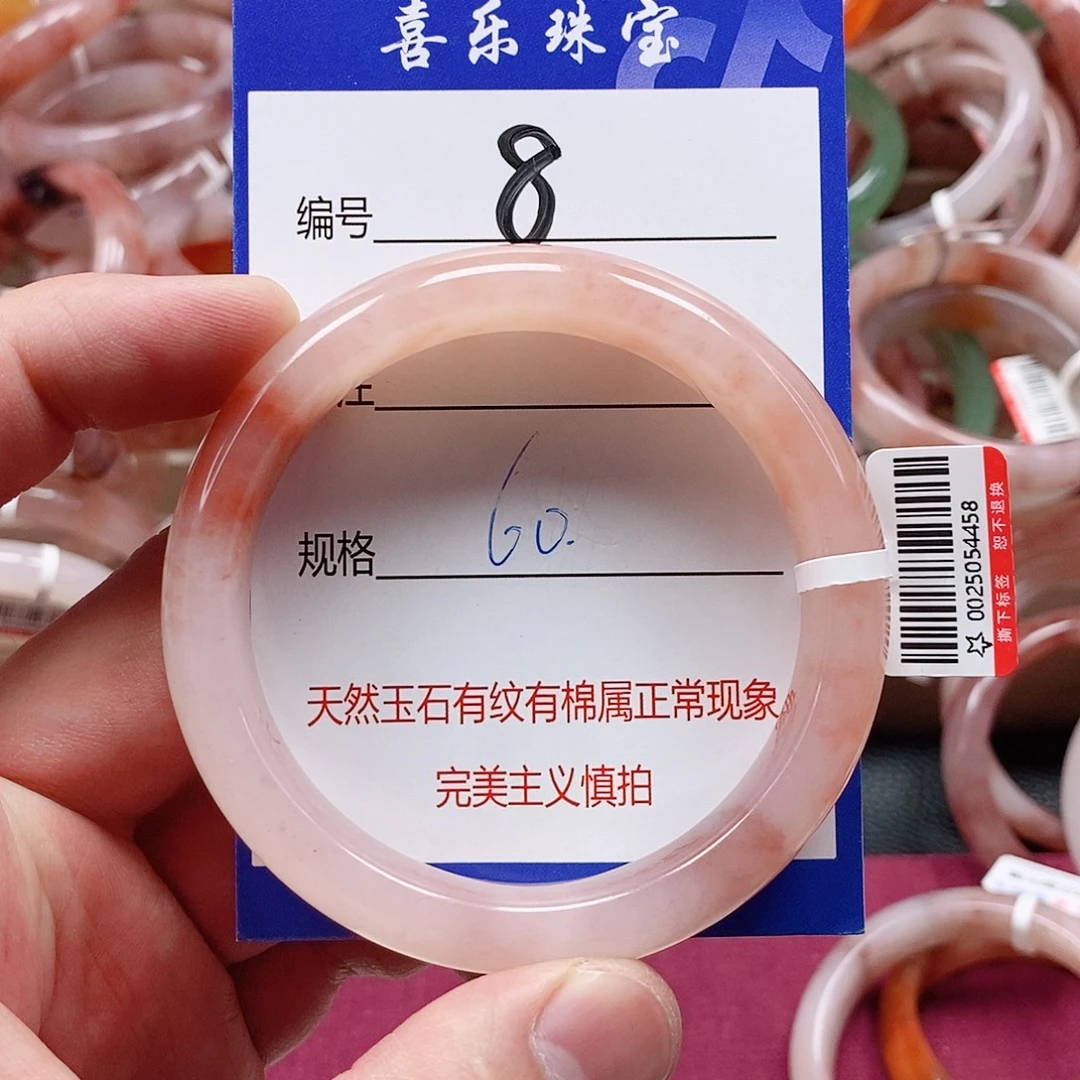 喜乐珠宝
编号 8
注
规格 60.
天然玉石有纹有棉属正常现象
完美主义慎拍
0025054458
撕下标签 恕不退换